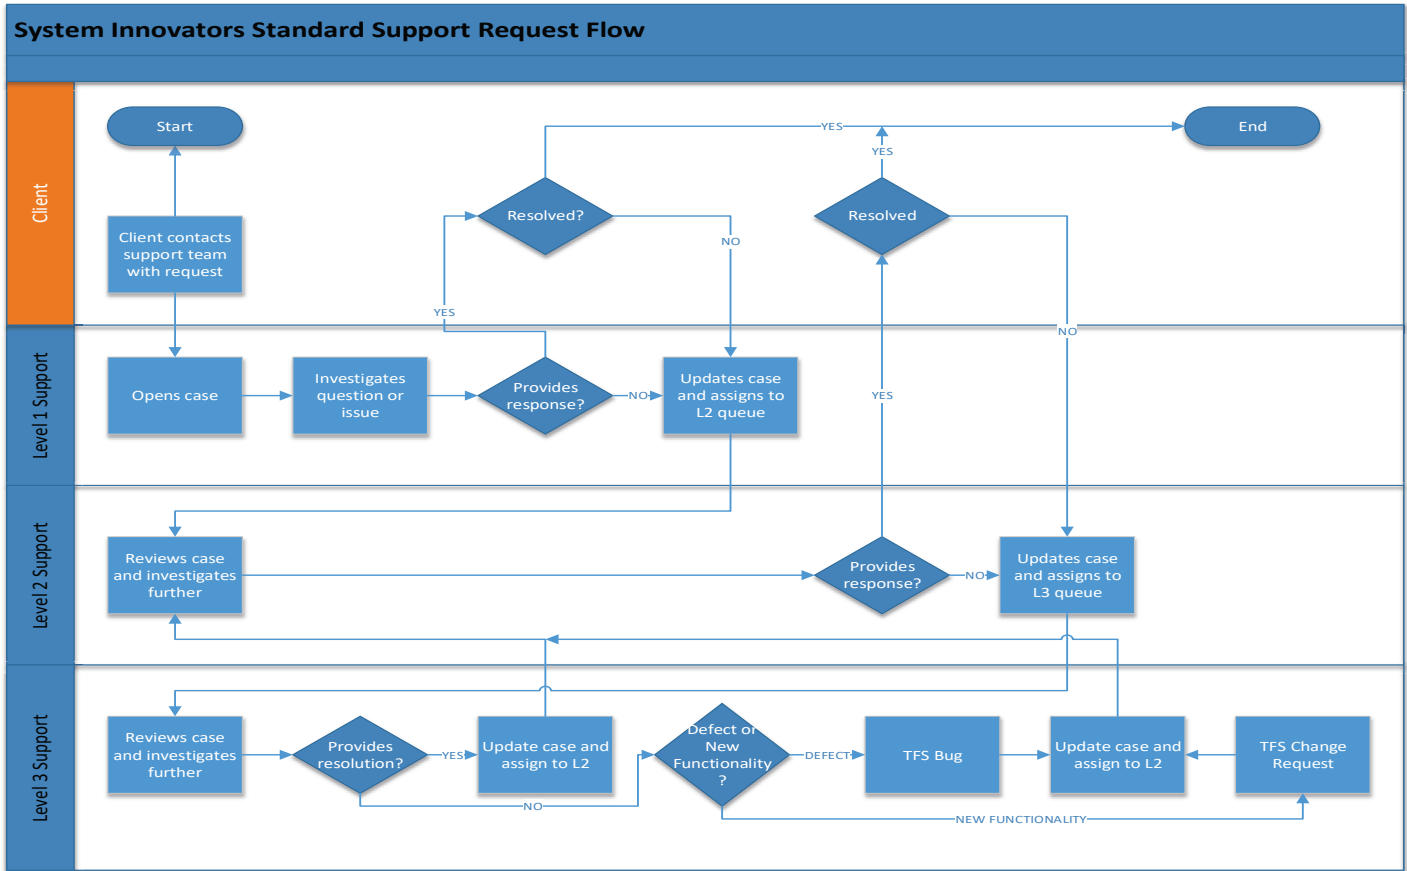 System Innovators Standard Support Request Flow
Client
Start
YES
End
YES
Resolved?
Resolved
Client contacts
support team
with request
NO
YES
NO
Level 1 Support
Opens case
Investigates
question or
issue
Provides
response?
NO
Updates case
and assigns to
L2 queue
YES
Level 2 Support
Reviews case
and investigates
further
Provides
response?
NO
Updates case
and assigns to
L3 queue
Level 3 Support
Reviews case
and investigates
further
Provides
resolution?
YES
Update case and
assign to L2
NO
Defect or
New
Functionality
?
DEFECT
TFS Bug
Update case and
assign to L2
TFS Change
Request
NEW FUNCTIONALITY